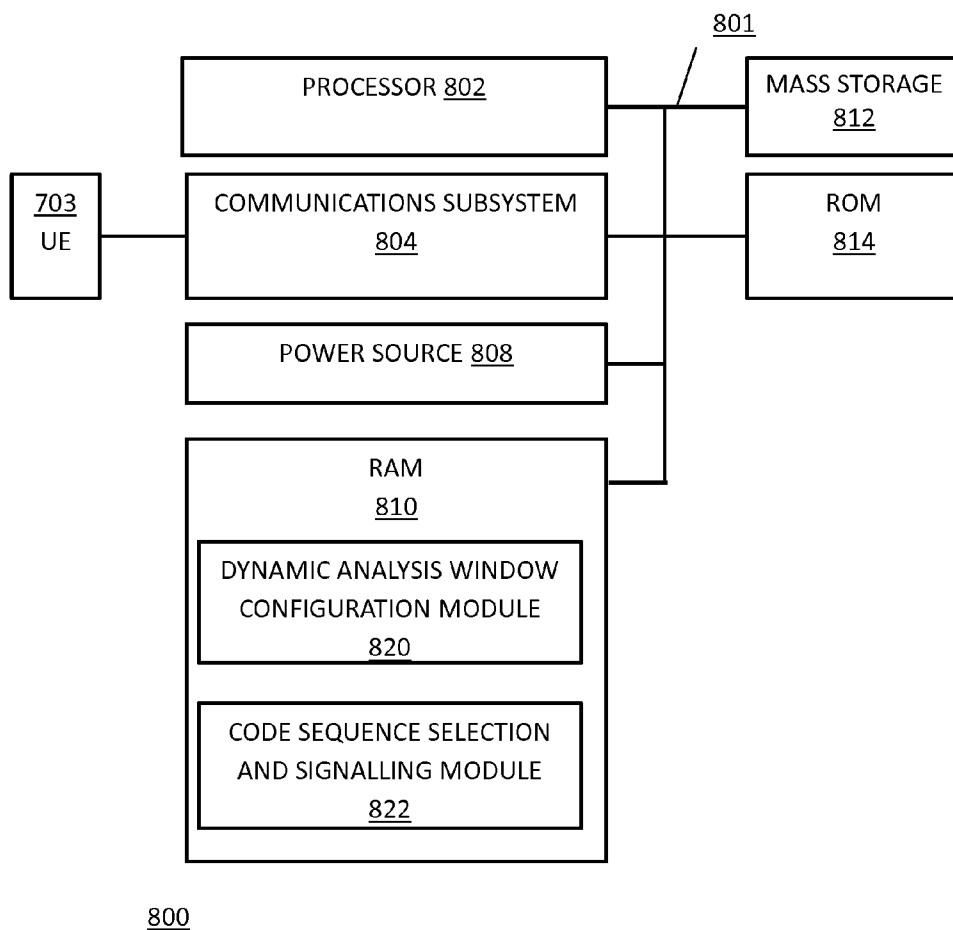 801
PROCESSOR 802
MASS STORAGE
812
703
UE
COMMUNICATIONS SUBSYSTEM
804
ROM
814
POWER SOURCE 808
RAM
810
DYNAMIC ANALYSIS WINDOW
CONFIGURATION MODULE
820
CODE SEQUENCE SELECTION
AND SIGNALLING MODULE
822
800